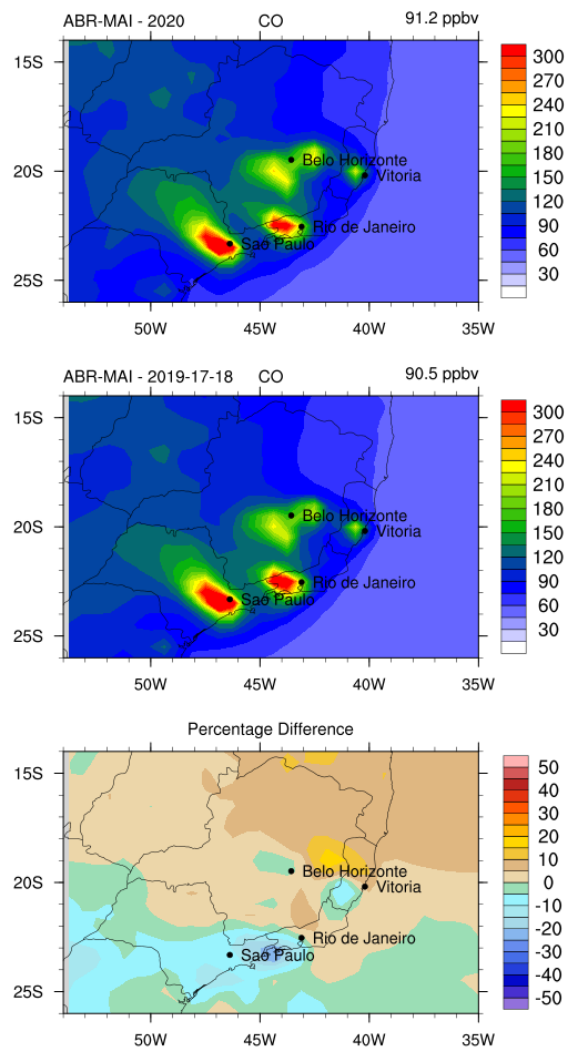 ABR-MAI - 2020 CO 91.2 ppbv
15S
20S
25S
50W 45W 40W 35W
Belo Horizonte
Vitoria
Rio de Janeiro
Sao Paulo
300
270
240
210
180
150
120
90
60
30
ABR-MAI - 2019-17-18 CO 90.5 ppbv
15S
20S
25S
50W 45W 40W 35W
Belo Horizonte
Vitoria
Rio de Janeiro
Sao Paulo
300
270
240
210
180
150
120
90
60
30
Percentage Difference
15S
20S
25S
50W 45W 40W 35W
Belo Horizonte
Vitoria
Rio de Janeiro
Sao Paulo
50
40
30
20
10
0
-10
-20
-30
-40
-50